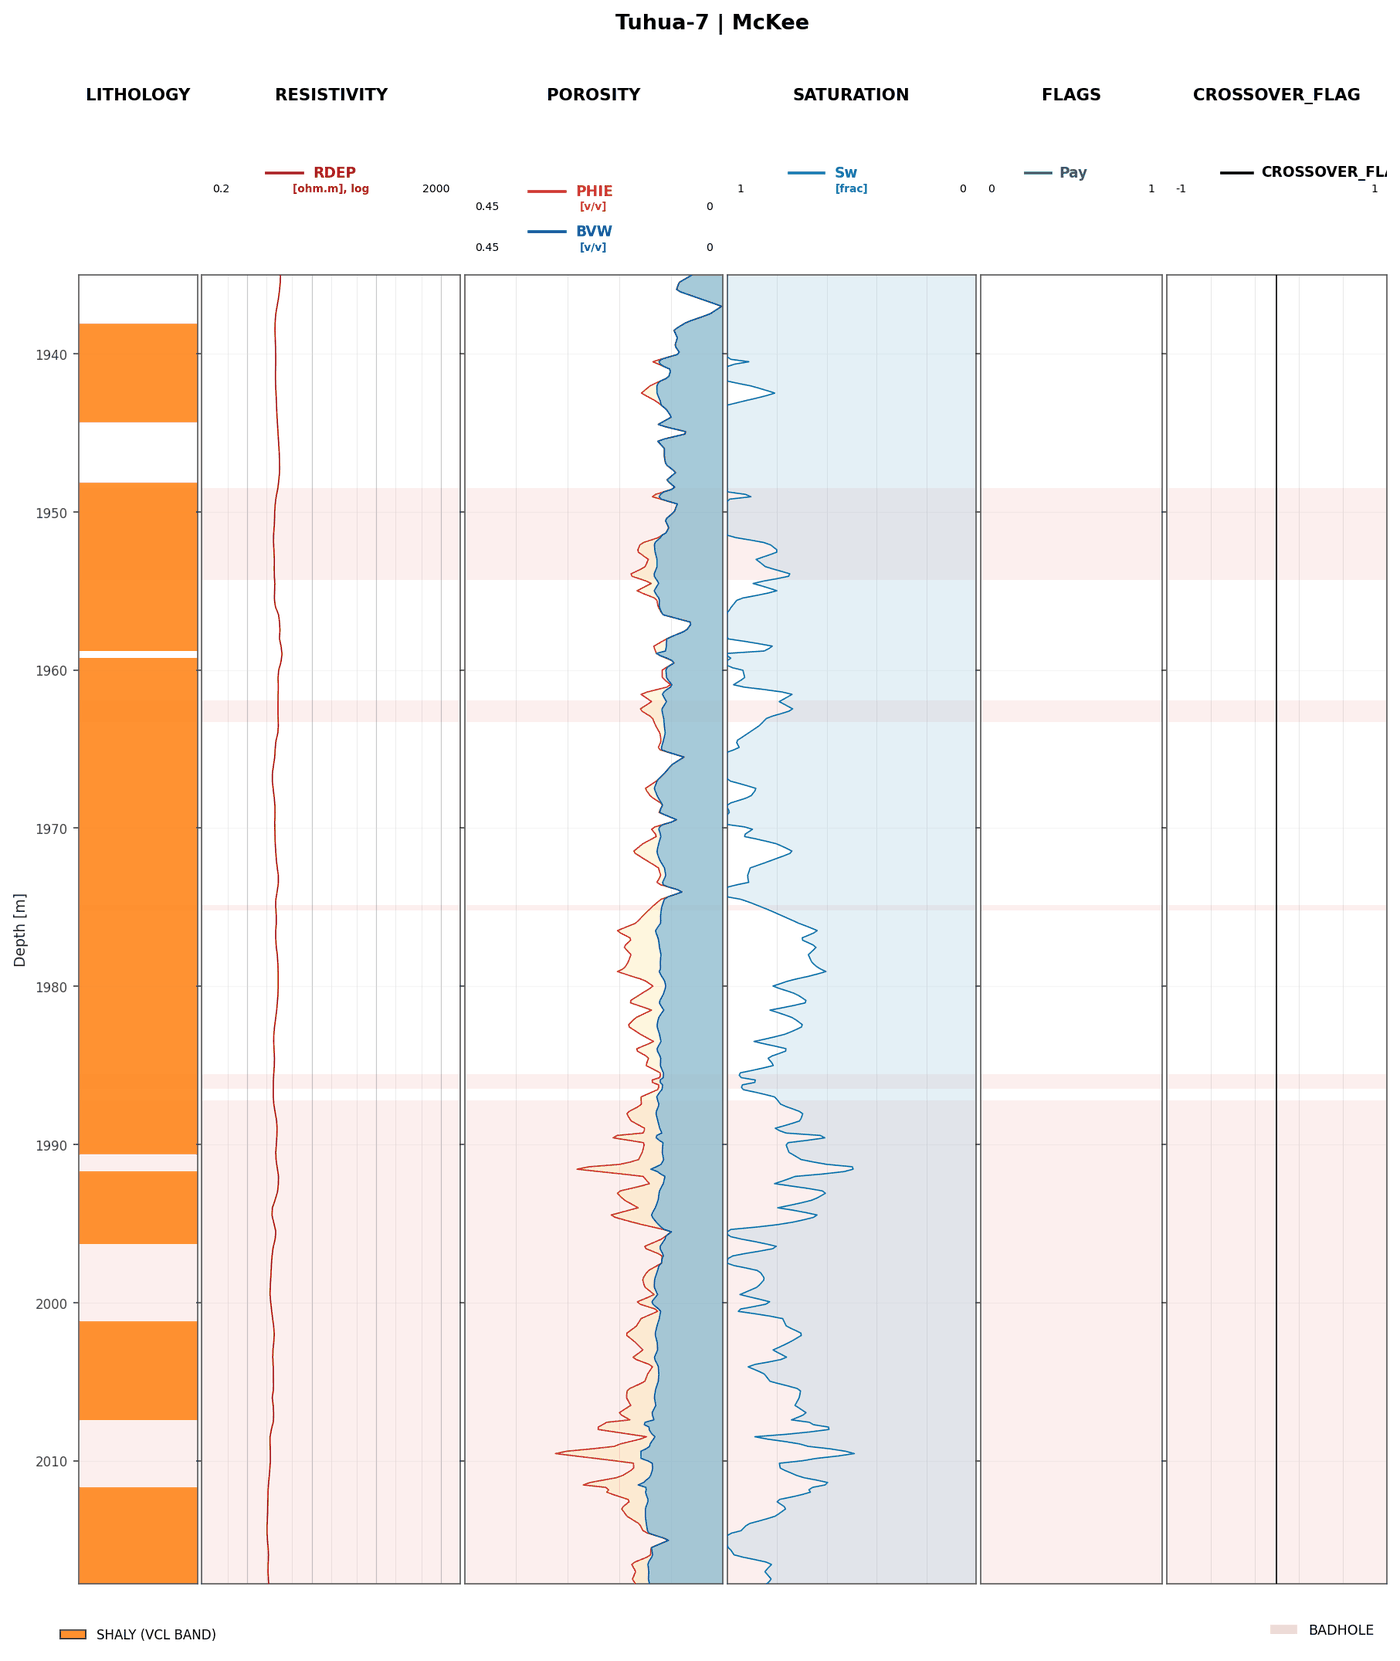 Tuhua-7 | McKee
LITHOLOGY RESISTIVITY POROSITY SATURATION FLAGS CROSSOVER_FLAG
RDEP
0.2 [ohm.m], log 2000
PHIE
0.45 [v/v] 0
BVW
0.45 [v/v] 0
Sw
1 [frac] 0
Pay
0 1
CROSSOVER_FLA
-1 1
Depth [m]
1940
1950
1960
1970
1980
1990
2000
2010
SHALY (VCL BAND)
BADHOLE